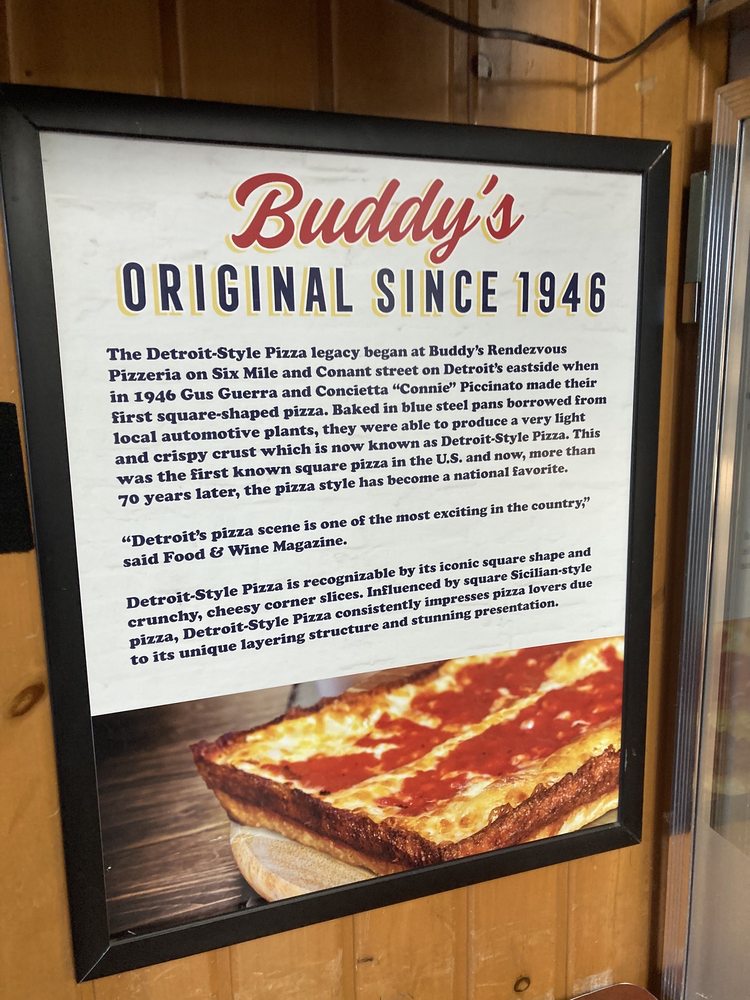 Buddy's
ORIGINAL SINCE 1946
The Detroit-Style Pizza legacy began at Buddy's Rendezvous
Pizzeria on Six Mile and Conant street on Detroit's eastside when
in 1946 Gus Guerra and Concietta “Connie” Piccinato made their
first square-shaped pizza. Baked in blue steel pans borrowed from
local automotive plants, they were able to produce a very light
and crispy crust which is now known as Detroit-Style Pizza. This
was the first known square pizza in the U.S. and now, more than
70 years later, the pizza style has become a national favorite.
“Detroit's pizza scene is one of the most exciting in the country,”
said Food & Wine Magazine.
Detroit-Style Pizza is recognizable by its iconic square shape and
crunchy, cheesy corner slices. Influenced by square Sicilian-style
pizza, Detroit-Style Pizza consistently impresses pizza lovers due
to its unique layering structure and stunning presentation.